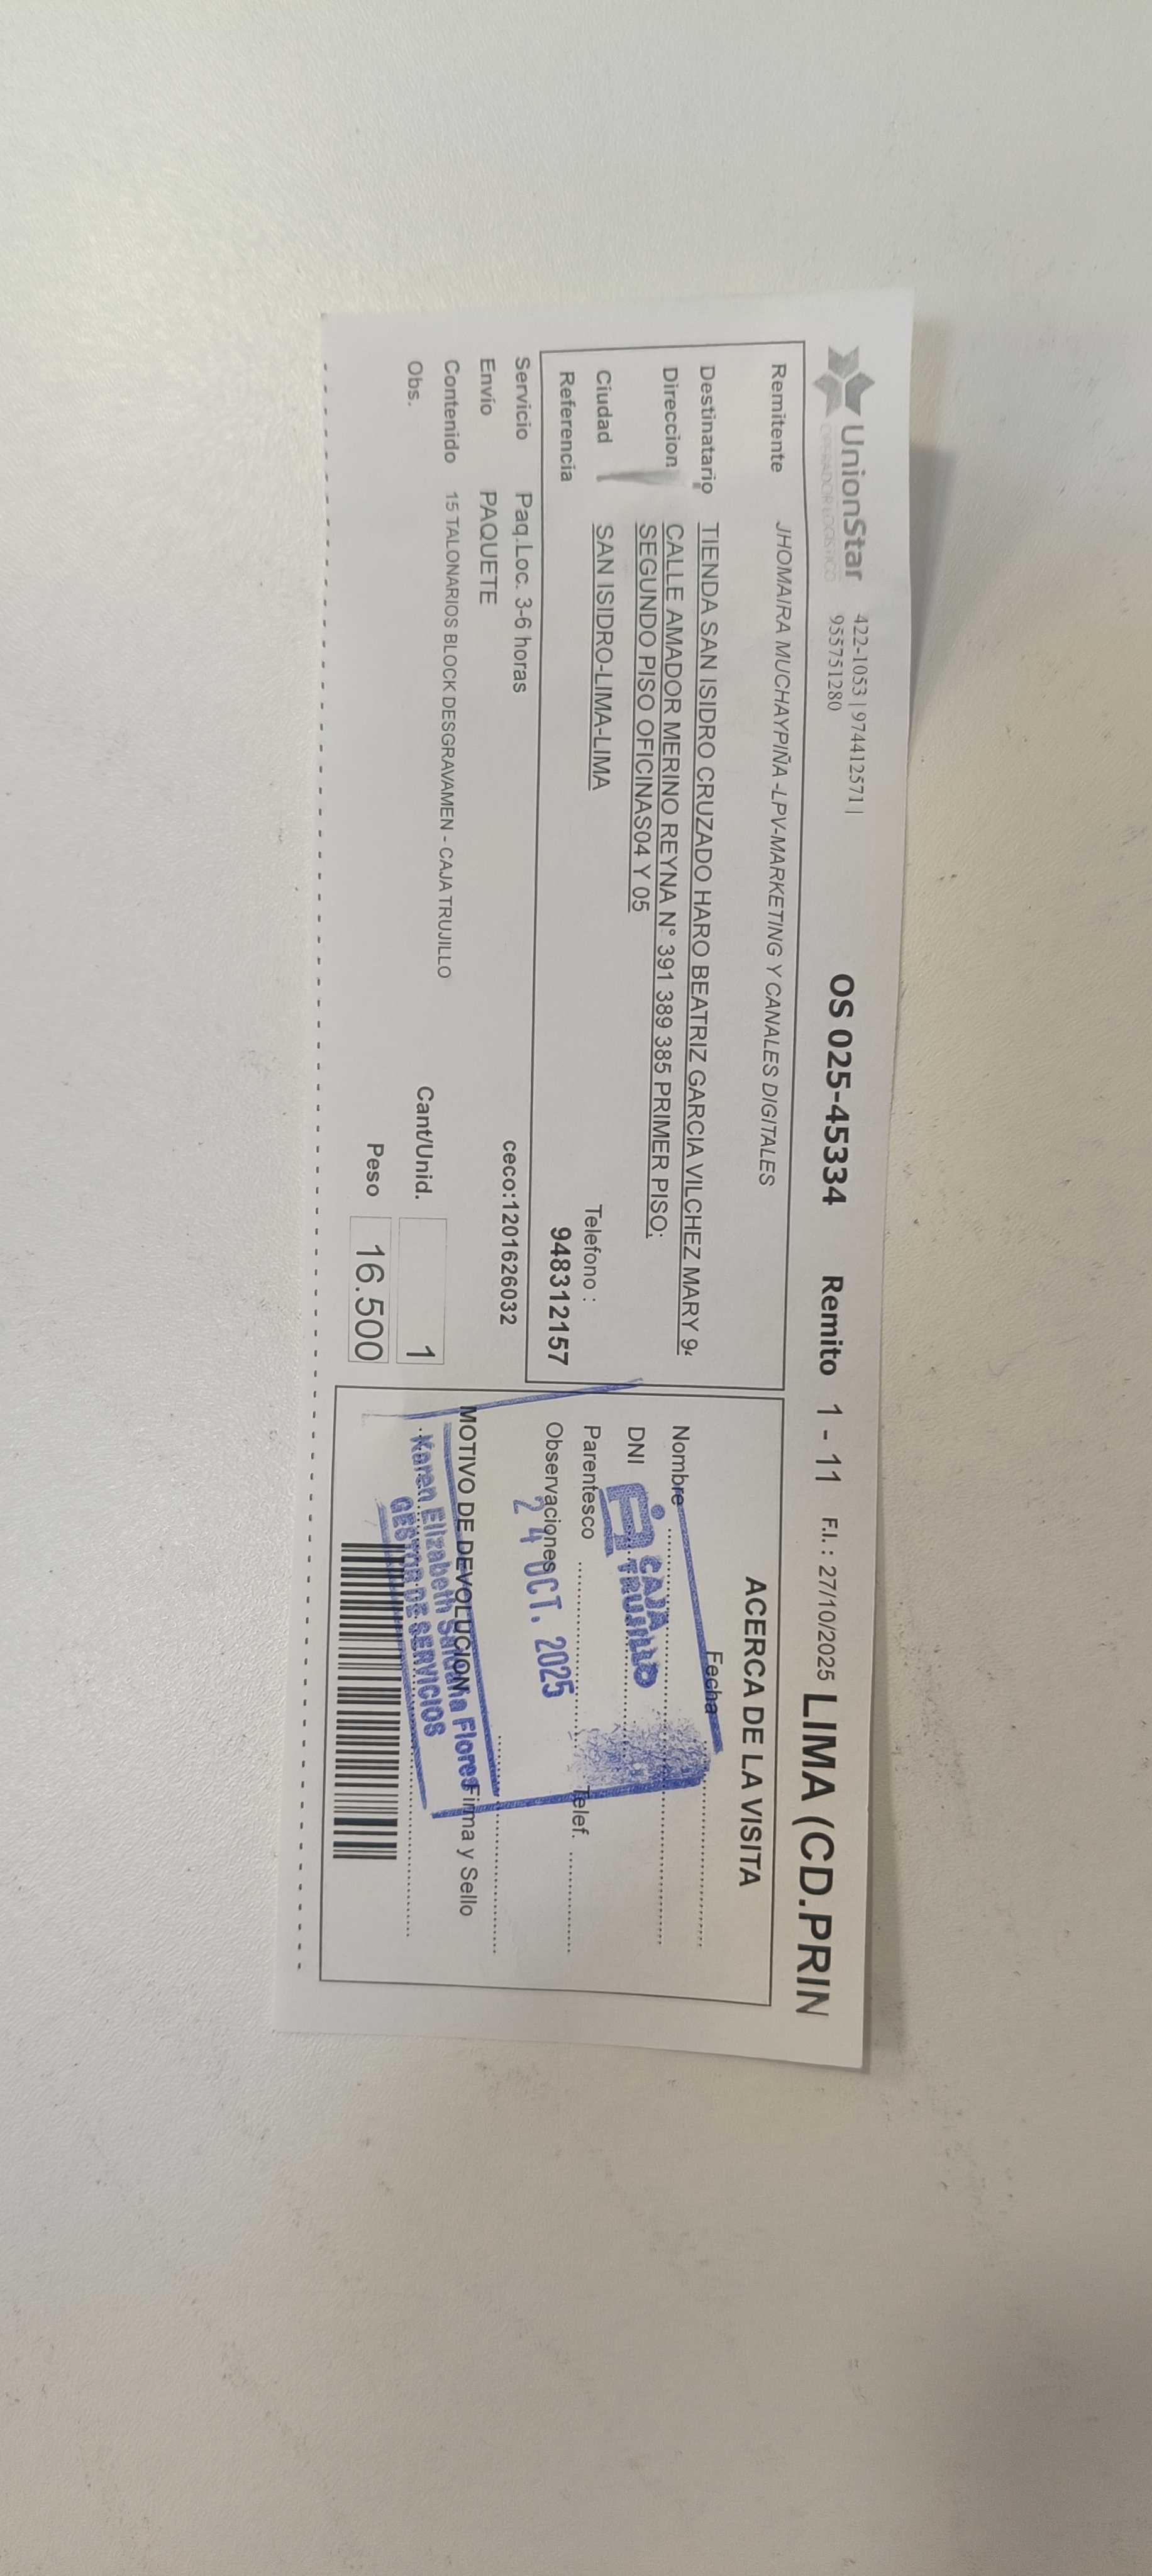 UnionStar
OPERADOR LOGISTICO
422-1053 | 974412571 |
955751280
OS 025-45334 Remito 1 - 11 F.I. : 27/10/2025 LIMA (CD.PRIN
Remitente JHOMAIRA MUCHAYPIÑA -LPV-MARKETING Y CANALES DIGITALES
Destinatario TIENDA SAN ISIDRO CRUZADO HARO BEATRIZ GARCIA VILCHEZ MARY 94
Direccion CALLE AMADOR MERINO REYNA N° 391 389 385 PRIMER PISO;
SEGUNDO PISO OFICINAS04 Y 05
Ciudad SAN ISIDRO-LIMA-LIMA
Telefono :
Referencia 948312157
Servicio Paq.Loc. 3-6 horas ceco:1201626032
Envío PAQUETE
Contenido 15 TALONARIOS BLOCK DESGRAVAMEN - CAJA TRUJILLO
Obs.
Cant/Unid. 1
Peso 16.500
ACERCA DE LA VISITA
Fecha
Nombre
DNI
CAJA
TRUJILLO
Parentesco
Telef.
Observaciones
24 OCT. 2025
MOTIVO DE DEVOLUCION
Firma y Sello
Karen Elizabeth Flores
GESTOR DE SERVICIOS